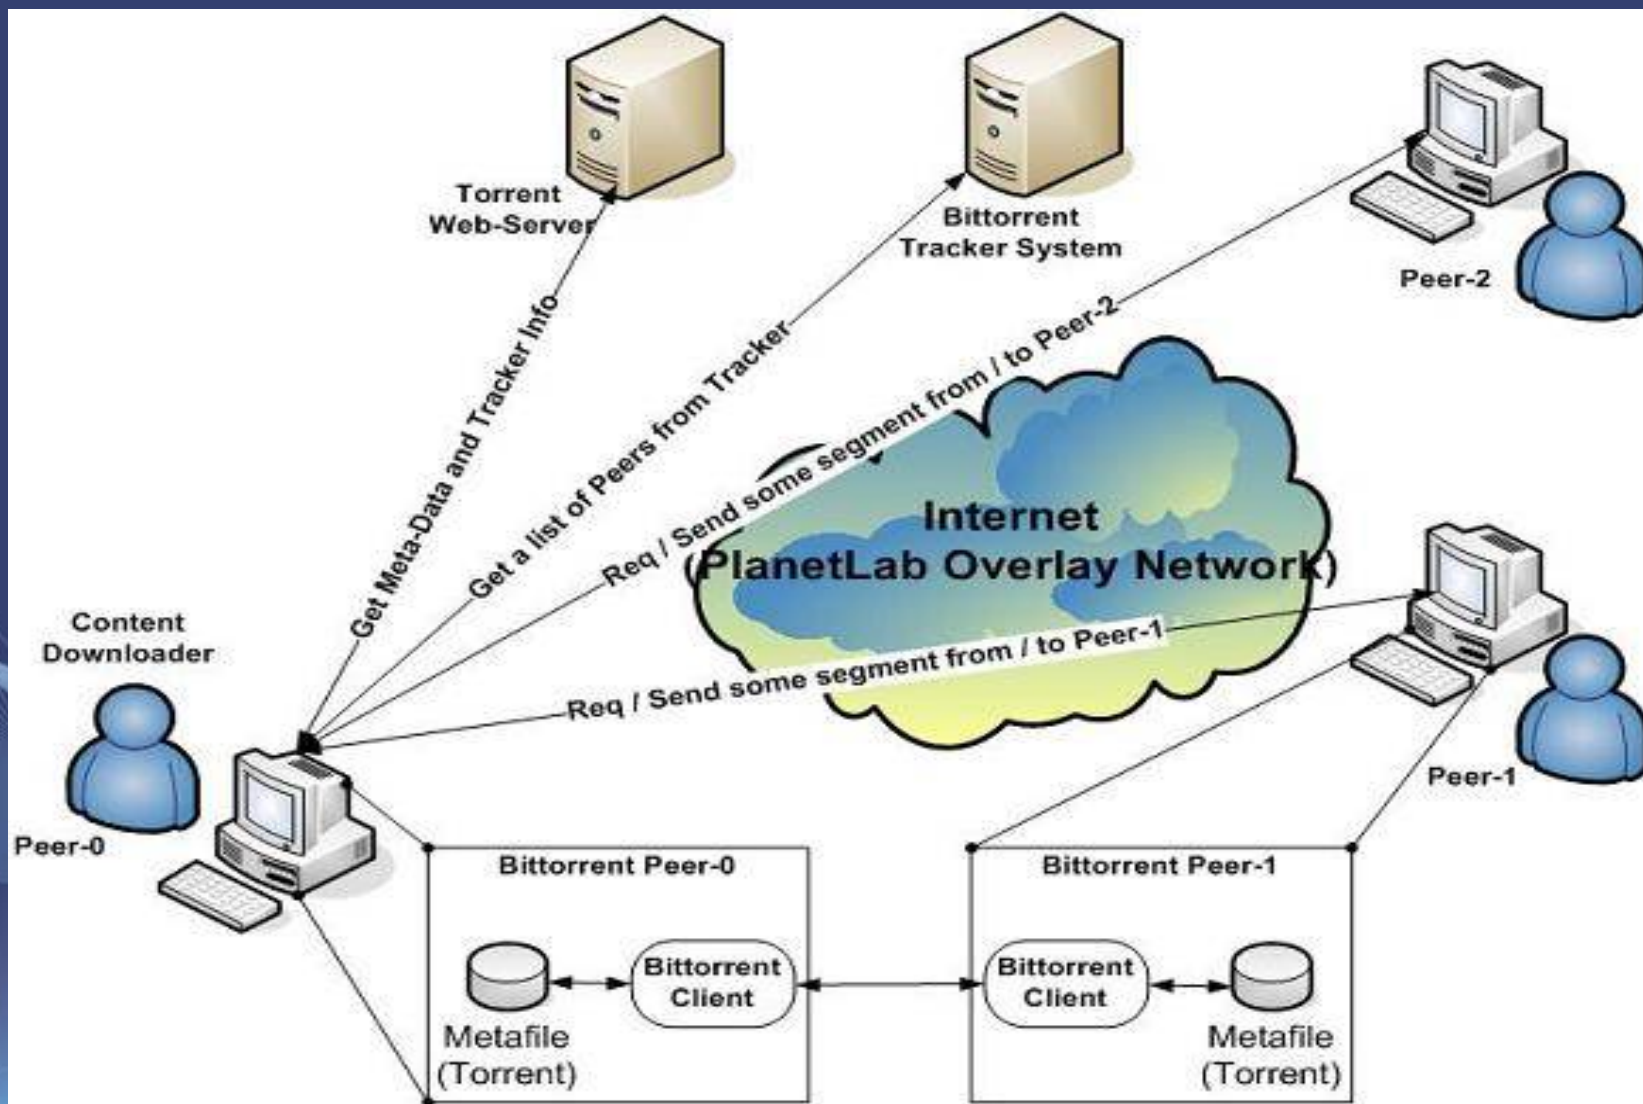 Torrent
Web-Server
Bittorrent
Tracker System
Peer-2
Get Meta-Data and Tracker Info
Get a list of Peers from Tracker
Req / Send some segment from / to Peer-2
Internet
(PlanetLab Overlay Network)
Req / Send some segment from / to Peer-1
Content
Downloader
Peer-0
Peer-1
Bittorrent Peer-0
Bittorrent Peer-1
Bittorrent
Client
Bittorrent
Client
Metafile
(Torrent)
Metafile
(Torrent)